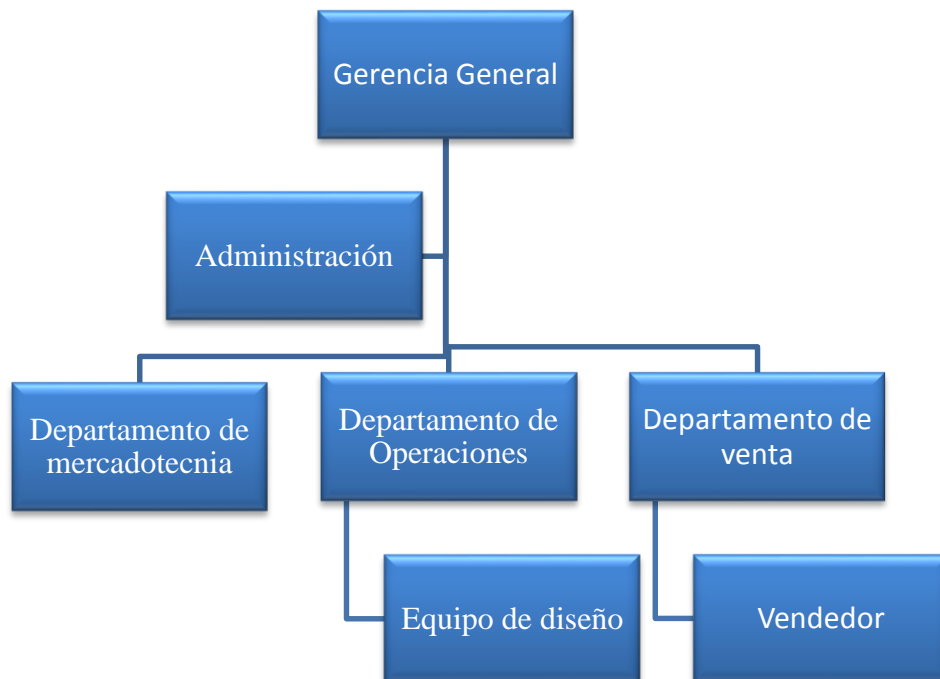 Gerencia General
Administración
Departamento de
mercadotecnia
Departamento de
Operaciones
Departamento de
venta
Equipo de diseño
Vendedor